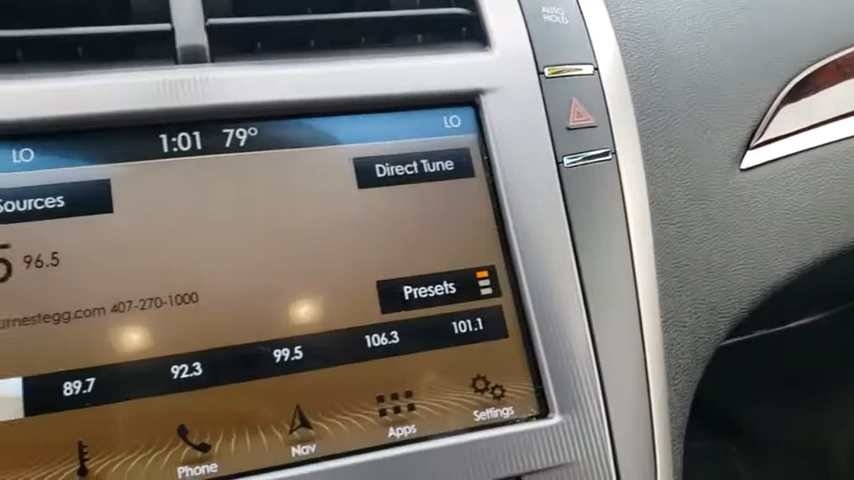 AUTO
HOLD
1:01 79°
LO
LO
Direct Tune
Sources
96.5
rnestegg.com 407-270-1000
Presets
89.7 92.3 99.5 106.3 101.1
Phone Nav Apps Settings